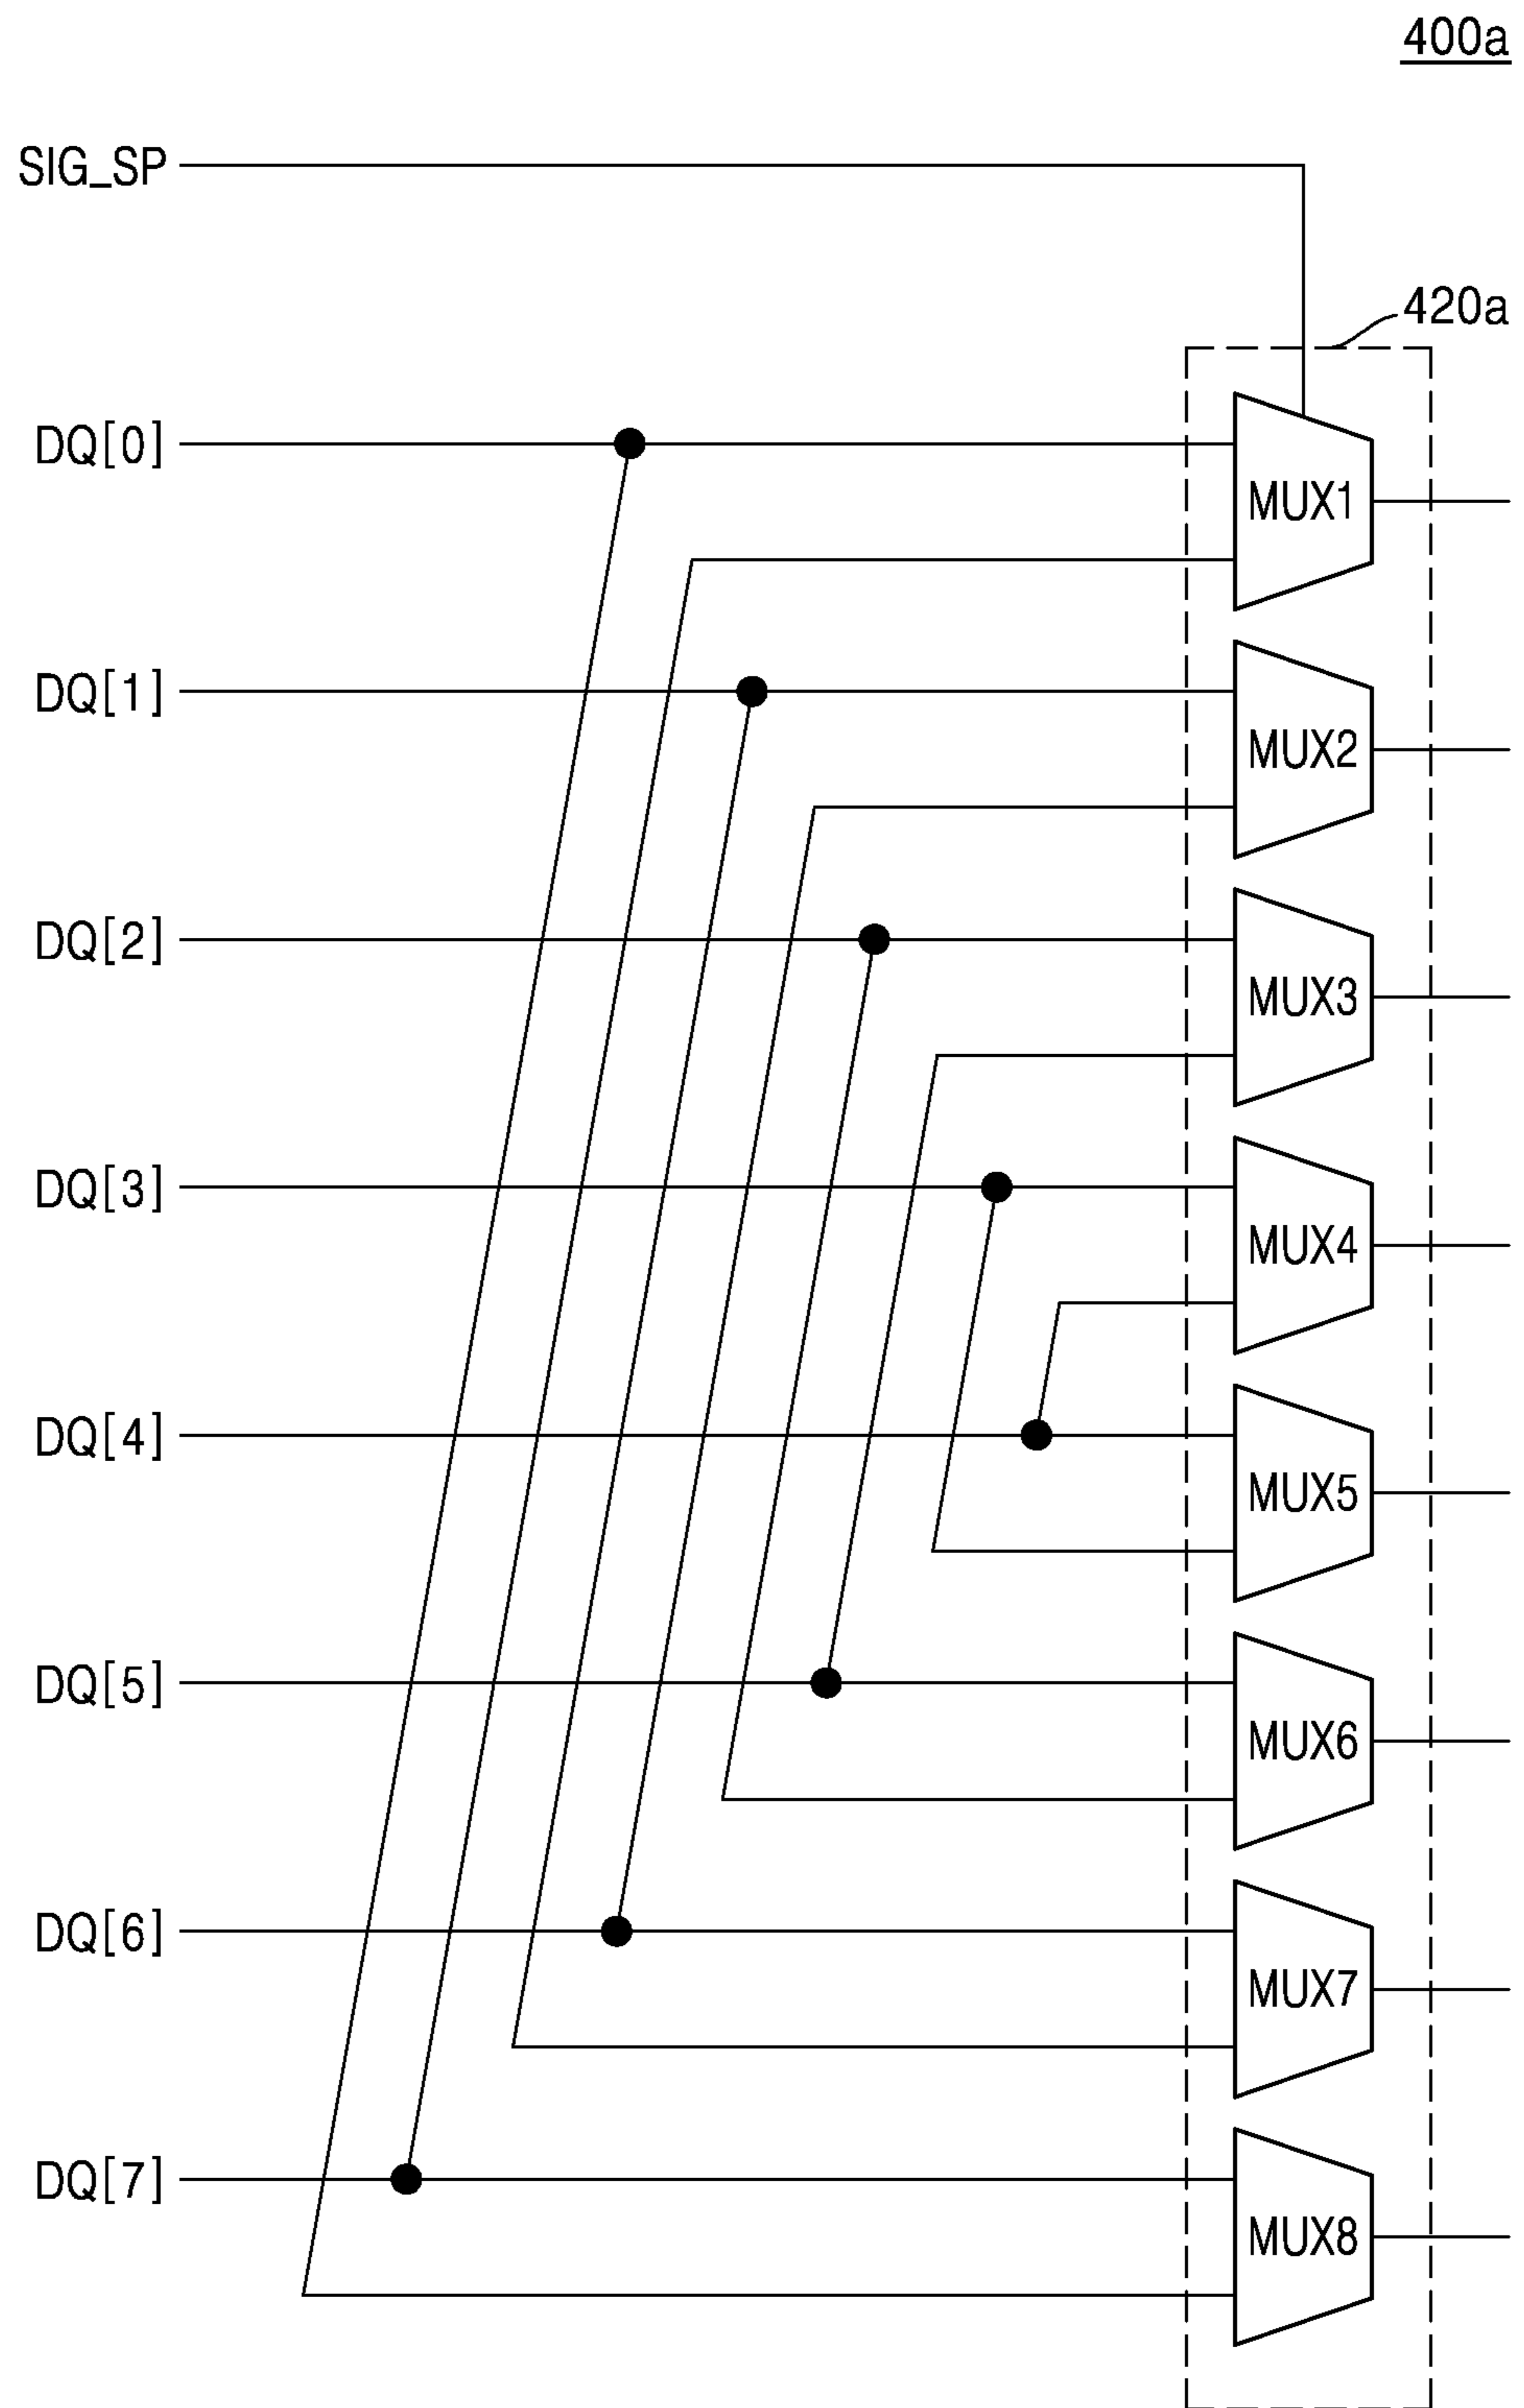 400a
SIG_SP
420a
DQ[0]
MUX1
DQ[1]
MUX2
DQ[2]
MUX3
DQ[3]
MUX4
DQ[4]
MUX5
DQ[5]
MUX6
DQ[6]
MUX7
DQ[7]
MUX8